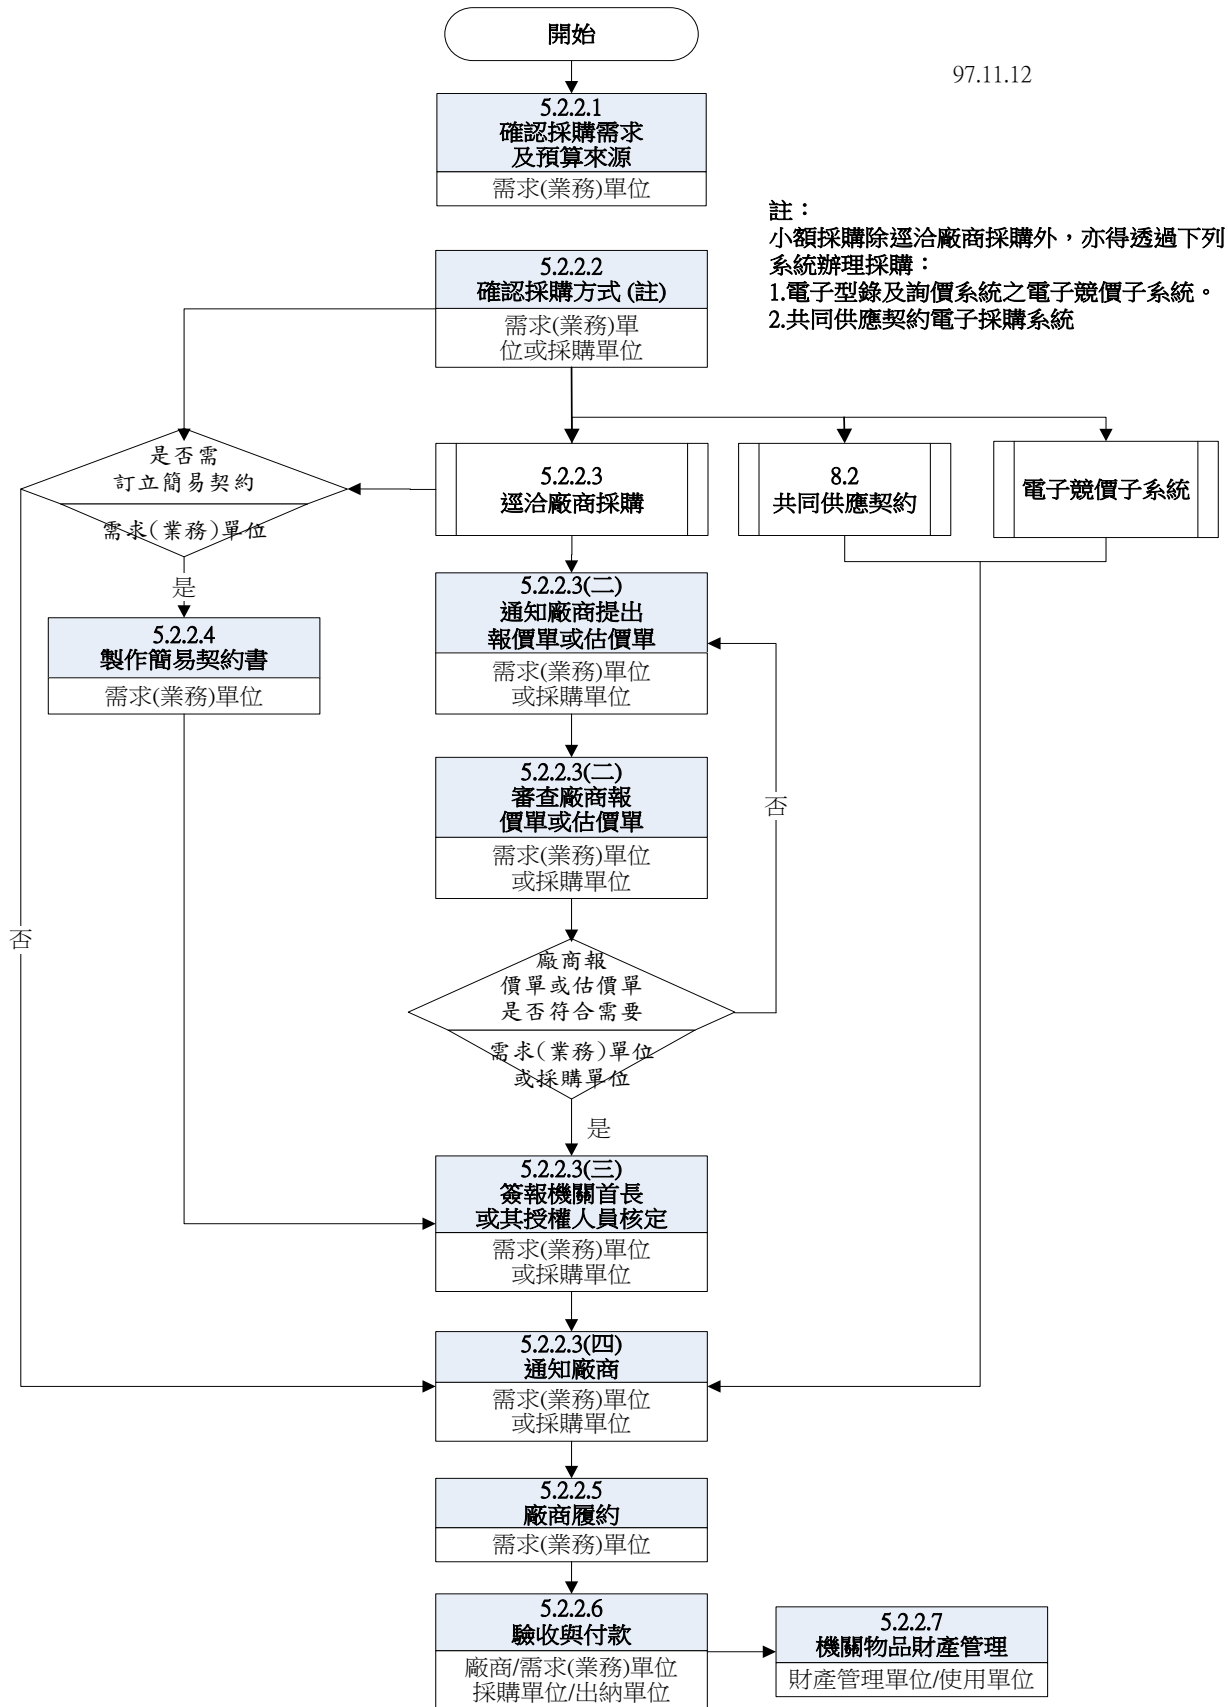 開始
97.11.12
5.2.2.1
確認採購需求
及預算來源
需求(業務)單位
註：
小額採購除逕洽廠商採購外，亦得透過下列
系統辦理採購：
1.電子型錄及詢價系統之電子競價子系統。
2.共同供應契約電子採購系統
5.2.2.2
確認採購方式 (註)
需求(業務)單
位或採購單位
是否需
訂立簡易契約
需求(業務)單位
5.2.2.3
逕洽廠商採購
8.2
共同供應契約
電子競價子系統
是
5.2.2.4
製作簡易契約書
需求(業務)單位
5.2.2.3(二)
通知廠商提出
報價單或估價單
需求(業務)單位
或採購單位
5.2.2.3(二)
審查廠商報
價單或估價單
需求(業務)單位
或採購單位
否
否
廠商報
價單或估價單
是否符合需要
需求(業務)單位
或採購單位
是
5.2.2.3(三)
簽報機關首長
或其授權人員核定
需求(業務)單位
或採購單位
5.2.2.3(四)
通知廠商
需求(業務)單位
或採購單位
5.2.2.5
廠商履約
需求(業務)單位
5.2.2.6
驗收與付款
廠商/需求(業務)單位
採購單位/出納單位
5.2.2.7
機關物品財產管理
財產管理單位/使用單位